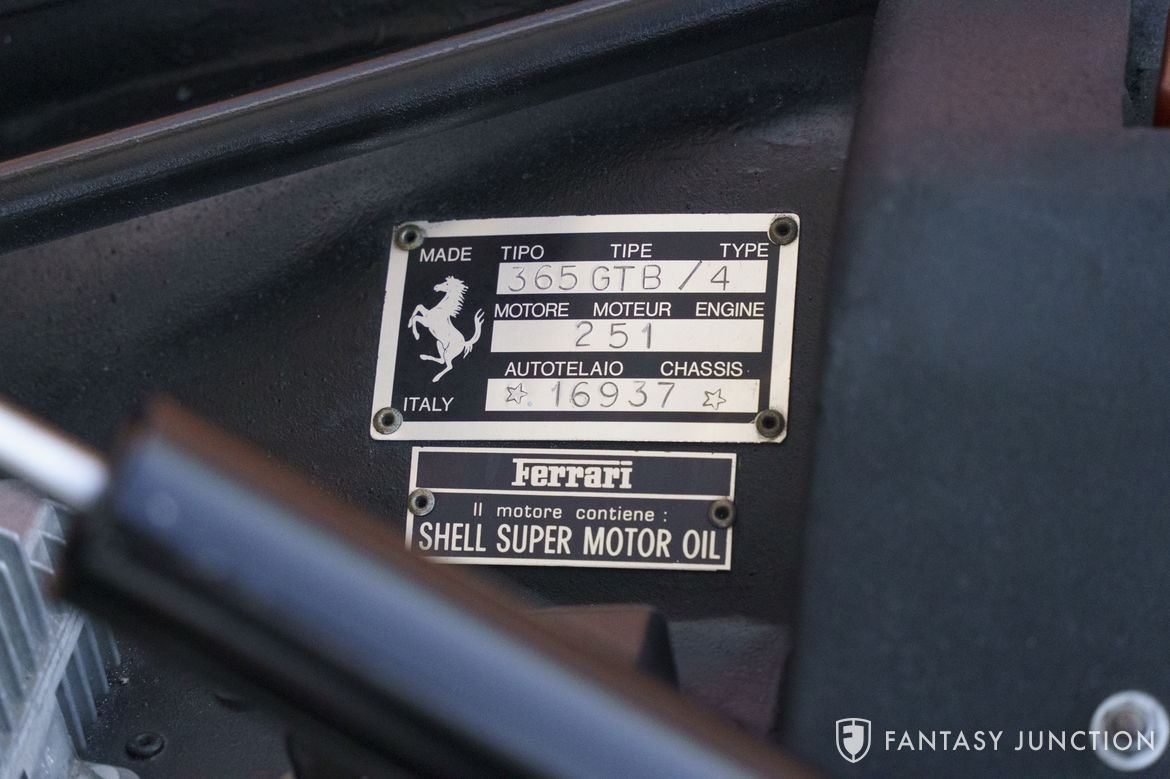 MADE TIPO TIPE TYPE
365 GTB/4
MOTORE MOTEUR ENGINE
251
AUTOTELAIO CHASSIS
☆ 16937 ☆
ITALY
Ferrari
Il motore contiene :
SHELL SUPER MOTOR OIL
FANTASY JUNCTION